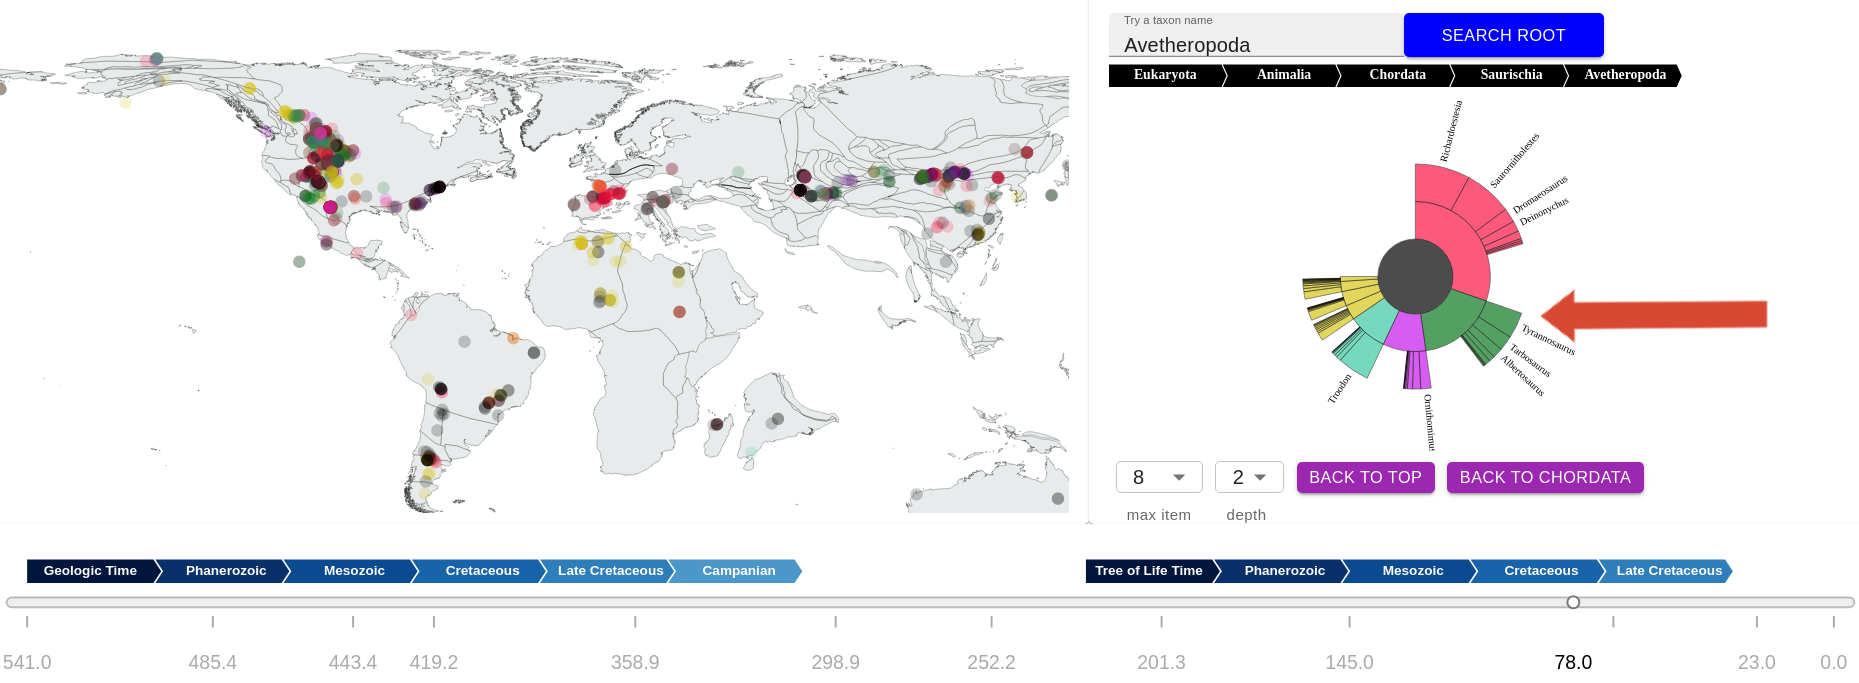 Try a taxon name
Avetheropoda
SEARCH ROOT
Eukaryota Animalia Chordata Saurischia Avetheropoda
Richardoestesia
Saurornitholestes
Dromaeosaurus
Deinonychus
Tyrannosaurus
Tarbosaurus
Albertosaurus
Ornithomimus
Troodon
8 2 BACK TO TOP BACK TO CHORDATA
max item depth
Geologic Time Phanerozoic Mesozoic Cretaceous Late Cretaceous Campanian
Tree of Life Time Phanerozoic Mesozoic Cretaceous Late Cretaceous
541.0 485.4 443.4 419.2 358.9 298.9 252.2 201.3 145.0 78.0 23.0 0.0